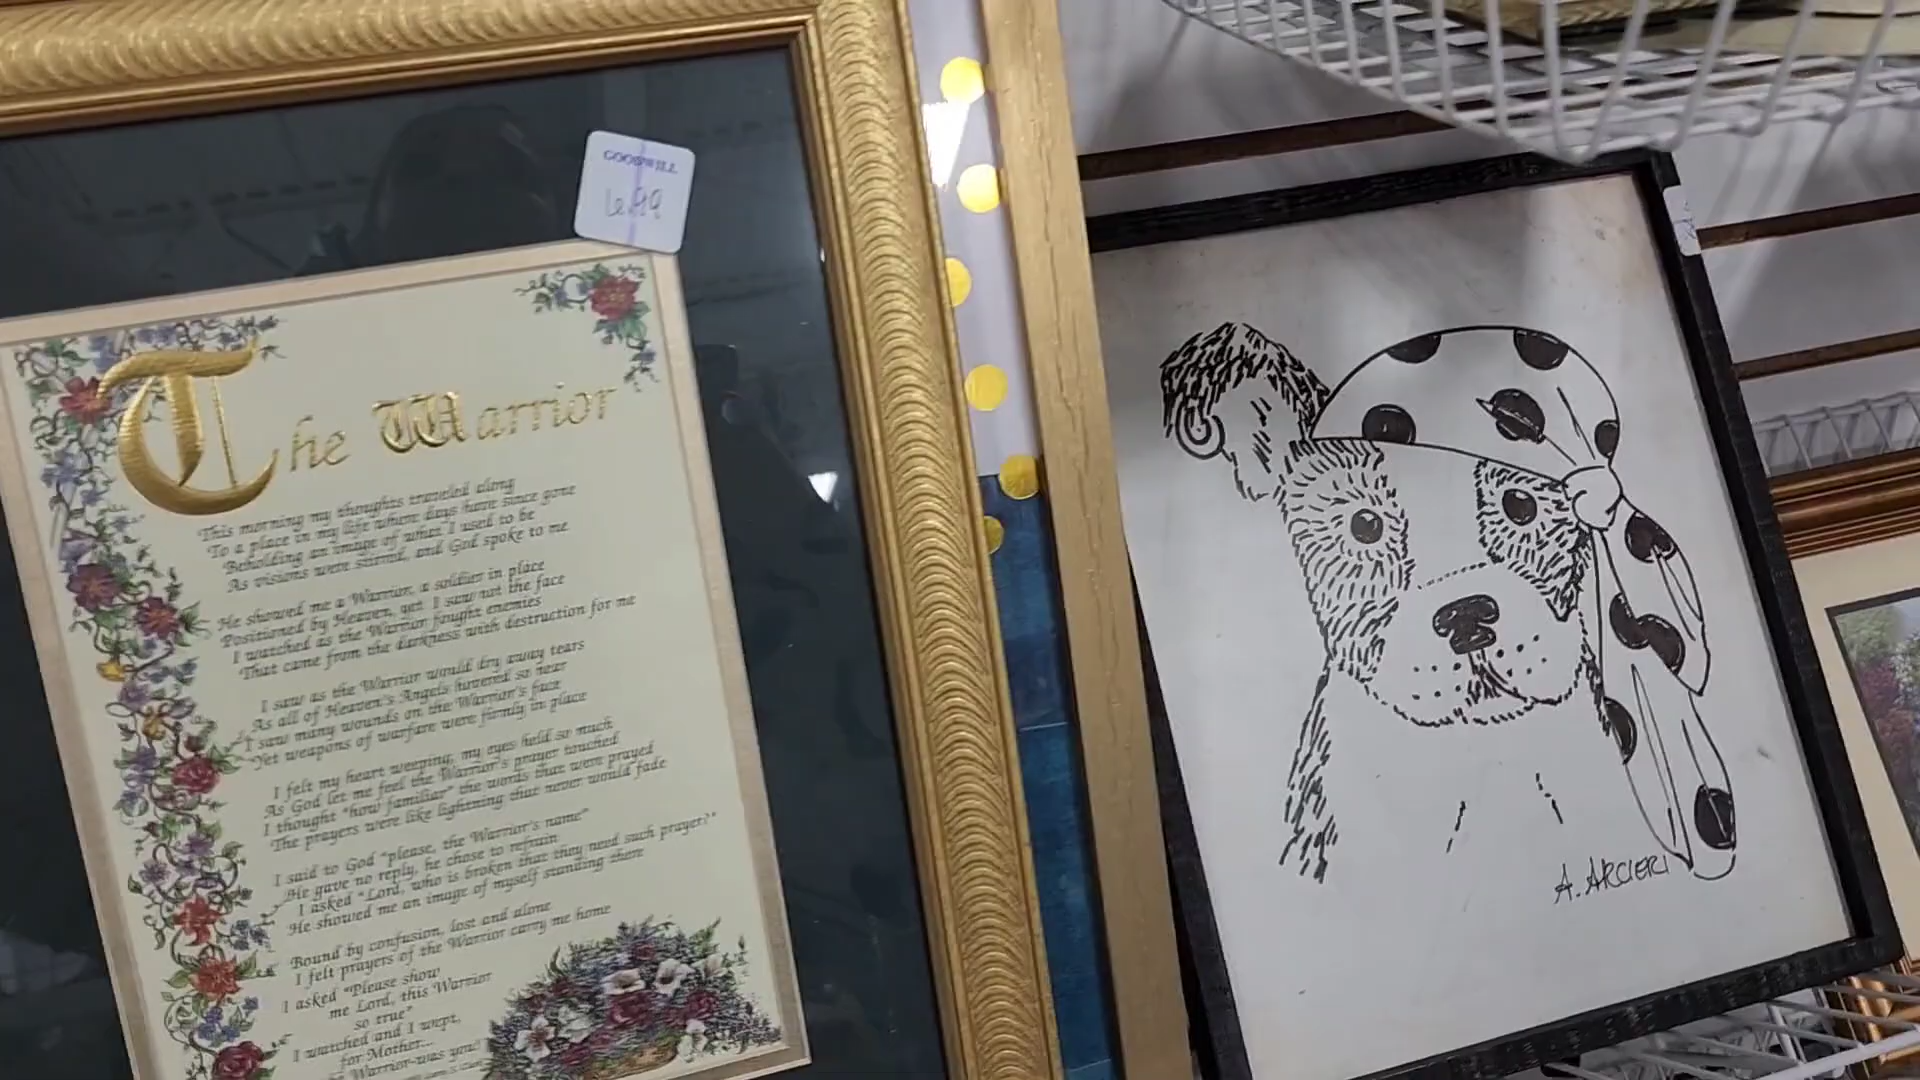 GOODWILL
6.99
The Warrior
This morning my thoughts traveled along
To a place in my life where days have since gone
Beholding an image of what I used to be
As visions were stirred, and God spoke to me
He showed me a Warrior, a soldier in place
Positioned by Heaven, yet I saw not the face
I watched as the Warrior fought enemies
That came from the darkness with destruction for me
I saw as the Warrior would dry away tears
As all of Heaven's Angels hovered so near
I saw many wounds on the Warrior's face
Yet weapons of warfare were firmly in place
I felt my heart weeping, my eyes held so much
As God let me feel the Warrior's prayer touched
I thought "how familiar" the words that were prayed
The prayers were like lightning that never would fade
I said to God "please, the Warrior's name"
He gave no reply, he chose to refrain
I asked "Lord, who is broken that they need such prayer?"
He showed me an image of myself standing there
Bound by confusion, lost and alone
I felt prayers of the Warrior carry me home
I asked "Please show
me Lord, this Warrior
so true"
I watched and I wept,
for Mother...
Warrior-was you!
A. ARCIERI